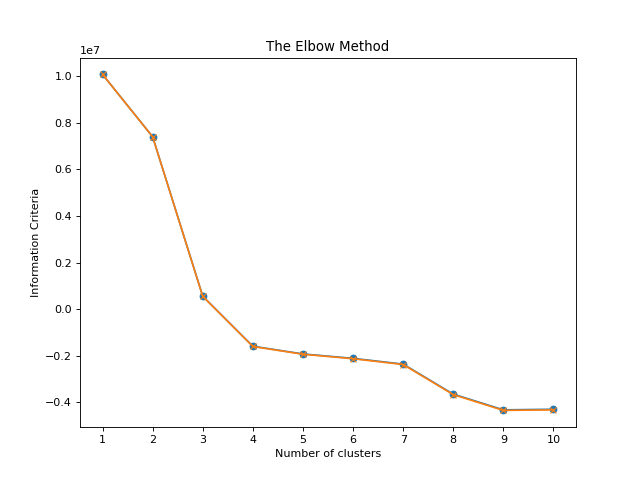 The Elbow Method
1e7
1.0
0.8
0.6
0.4
0.2
0.0
−0.2
−0.4
Information Criteria
1 2 3 4 5 6 7 8 9 10
Number of clusters